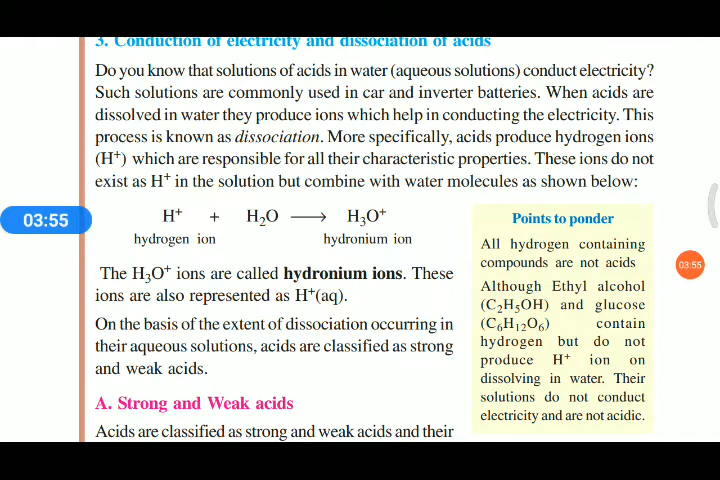 3. Conduction of electricity and dissociation of acids
Do you know that solutions of acids in water (aqueous solutions) conduct electricity?
Such solutions are commonly used in car and inverter batteries. When acids are
dissolved in water they produce ions which help in conducting the electricity. This
process is known as dissociation. More specifically, acids produce hydrogen ions
(H⁺) which are responsible for all their characteristic properties. These ions do not
exist as H⁺ in the solution but combine with water molecules as shown below:
H⁺ + H₂O ⟶ H₃O⁺
hydrogen ion hydronium ion
The H₃O⁺ ions are called hydronium ions. These
ions are also represented as H⁺(aq).
On the basis of the extent of dissociation occurring in
their aqueous solutions, acids are classified as strong
and weak acids.
A. Strong and Weak acids
Acids are classified as strong and weak acids and their
Points to ponder
All hydrogen containing
compounds are not acids
Although Ethyl alcohol
(C₂H₅OH) and glucose
(C₆H₁₂O₆) contain
hydrogen but do not
produce H⁺ ion on
dissolving in water. Their
solutions do not conduct
electricity and are not acidic.
03:55
03:55